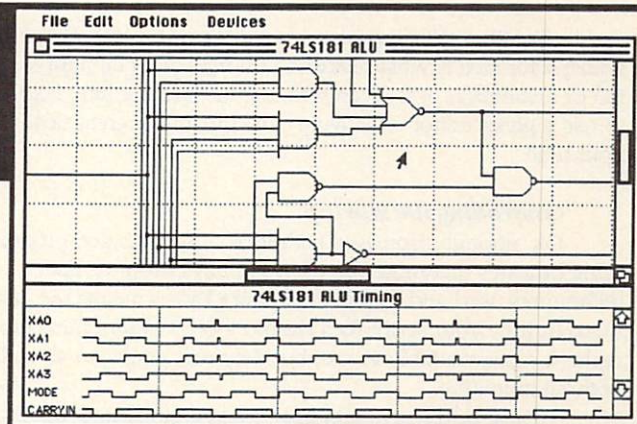 File Edit Options Devices
74LS181 ALU
74LS181 ALU Timing
XA0
XA1
XA2
XA3
MODE
CARRYIN